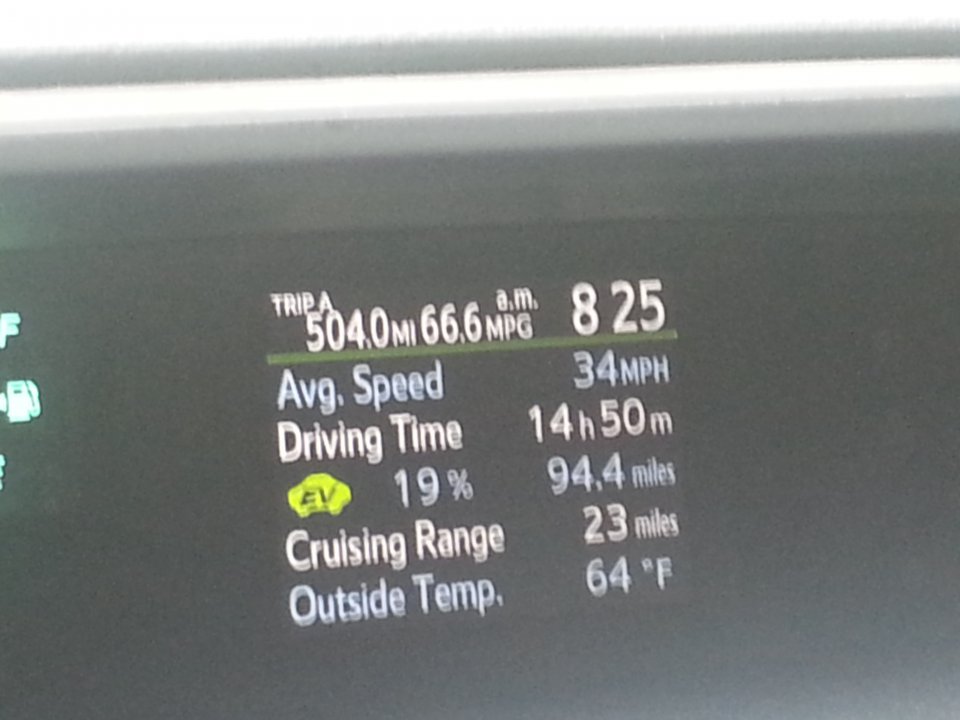 TRIP A 504.0 MI 66.6 MPG a.m. 8 25
Avg. Speed 34 MPH
Driving Time 14 h 50 m
EV 19 % 94.4 miles
Cruising Range 23 miles
Outside Temp. 64 °F
F